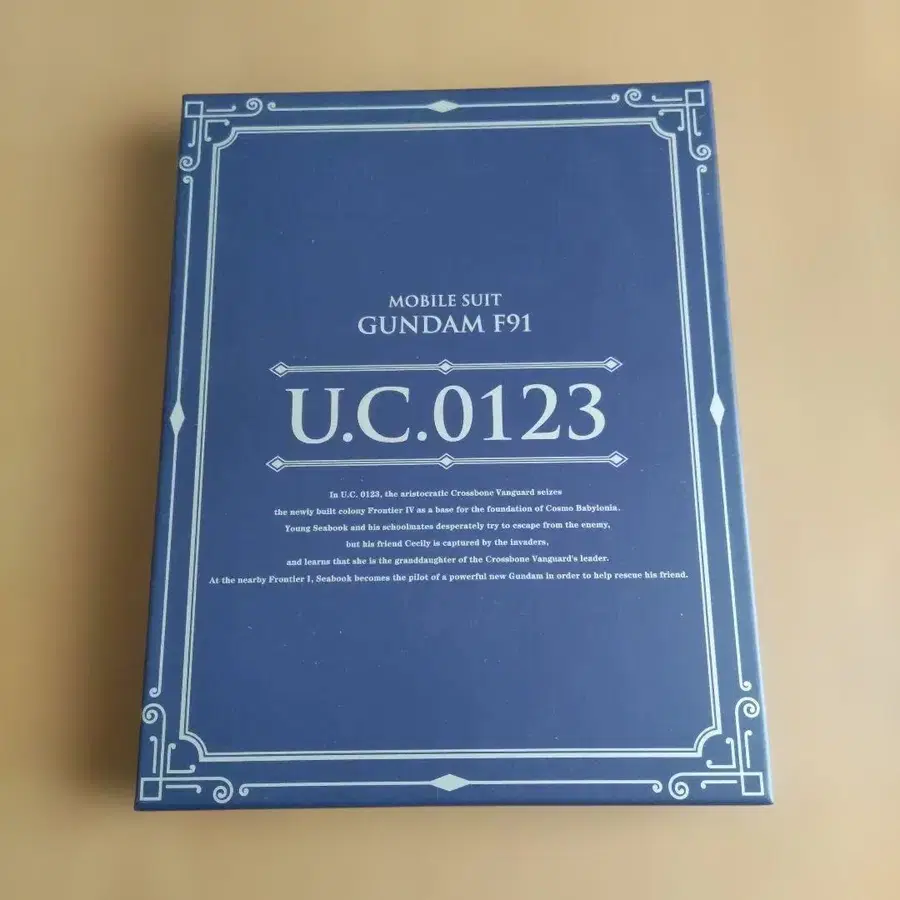 MOBILE SUIT
GUNDAM F91
U.C.0123
In U.C. 0123, the aristocratic Crossbone Vanguard seizes
the newly built colony Frontier IV as a base for the foundation of Cosmo Babylonia.
Young Seabook and his schoolmates desperately try to escape from the enemy,
but his friend Cecily is captured by the invaders,
and learns that she is the granddaughter of the Crossbone Vanguard's leader.
At the nearby Frontier I, Seabook becomes the pilot of a powerful new Gundam in order to help rescue his friend.